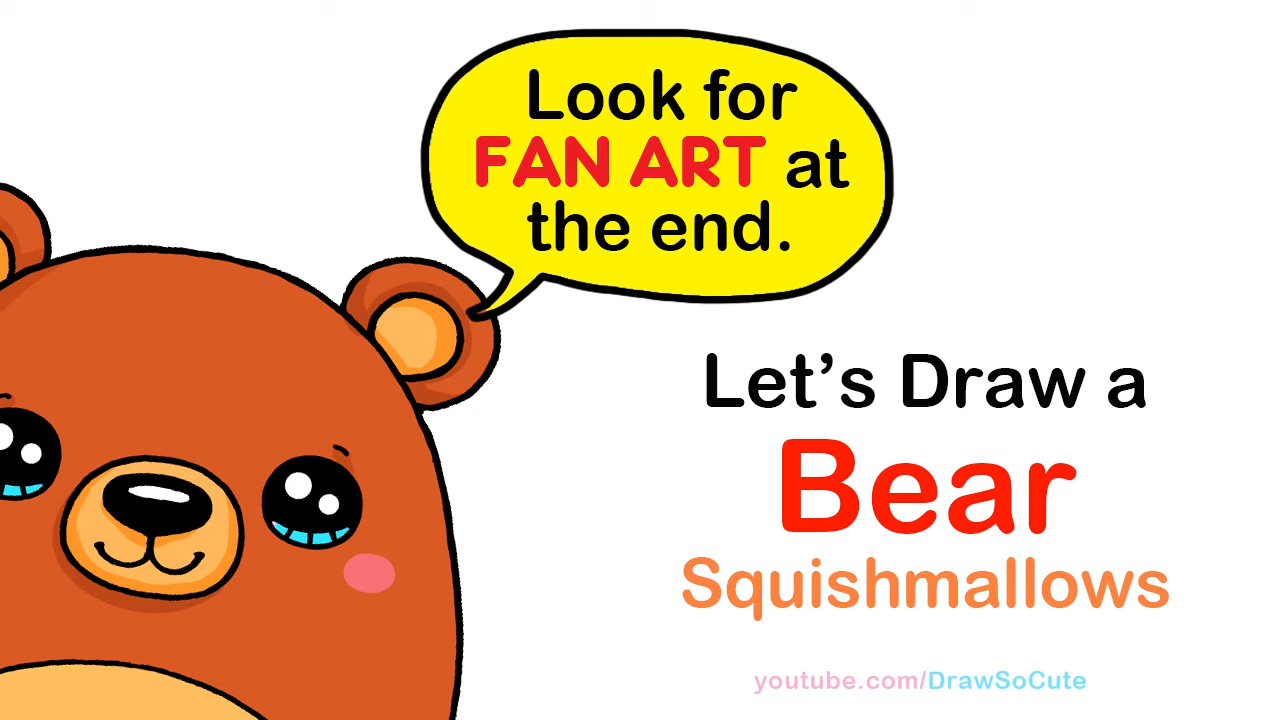 Look for
FAN ART at
the end.
Let's Draw a
Bear
Squishmallows
youtube.com/DrawSoCute